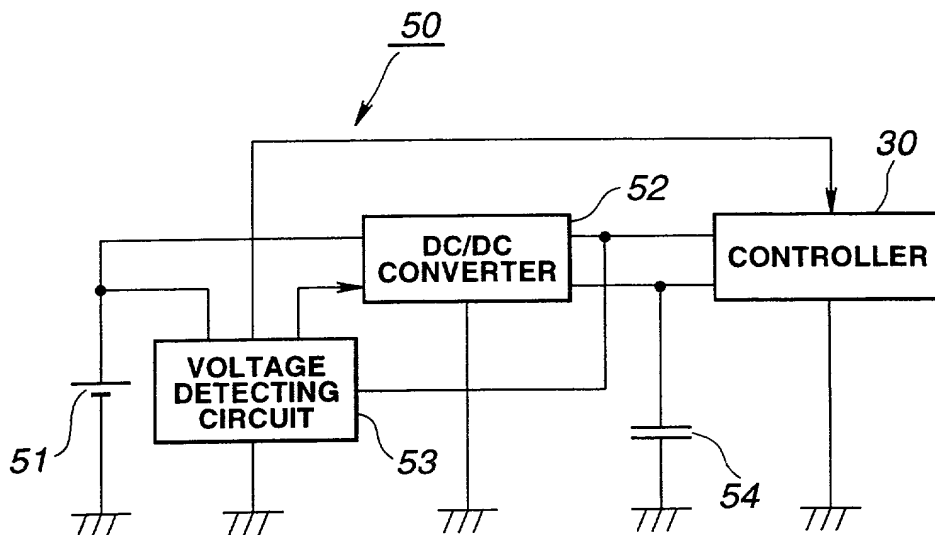 50
30
52
DC/DC
CONVERTER
CONTROLLER
VOLTAGE
DETECTING
CIRCUIT
51
53
54